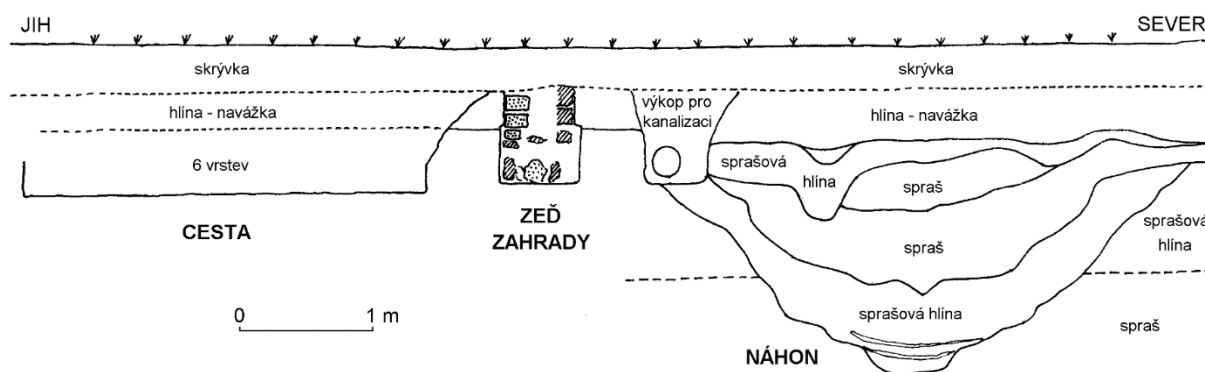 JIH
SEVER
skrývka
skrývka
hlína - navážka
výkop pro
kanalizaci
hlína - navážka
6 vrstev
sprašová
hlína
spraš
CESTA
ZEĎ
ZAHRADY
spraš
sprašová
hlína
0
1 m
sprašová hlína
spraš
NÁHON